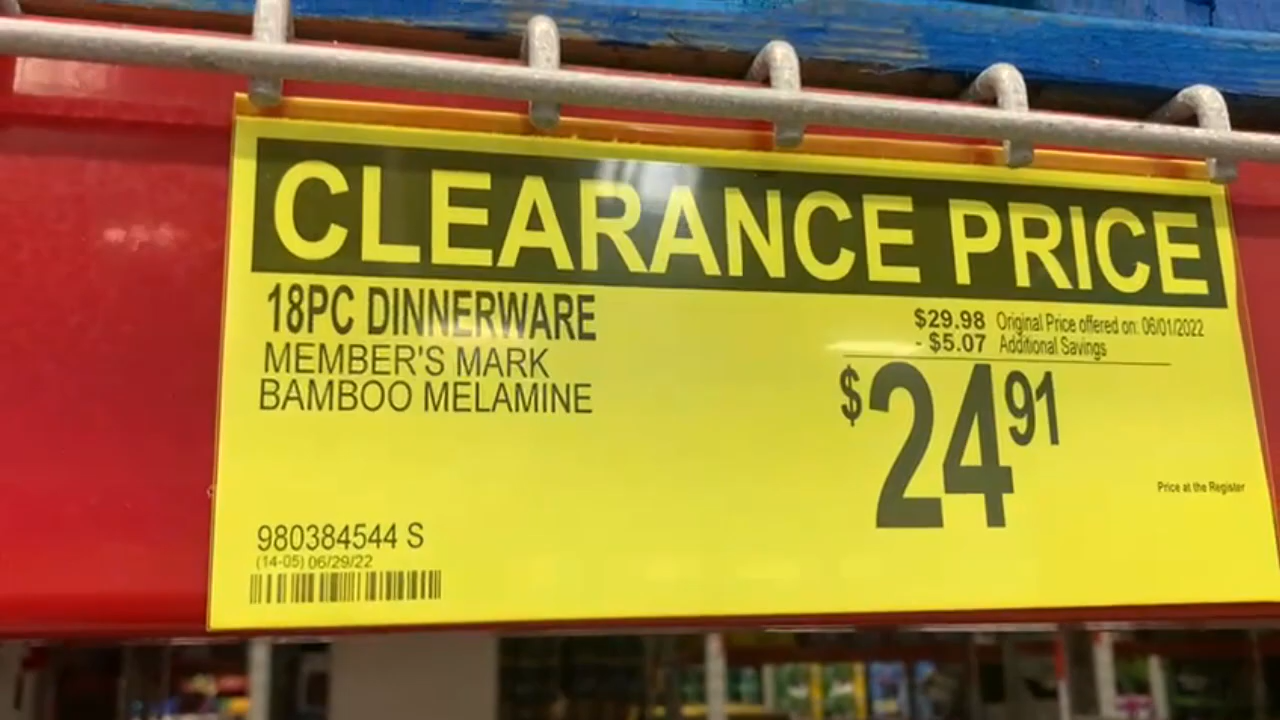 CLEARANCE PRICE
18PC DINNERWARE
MEMBER'S MARK
BAMBOO MELAMINE
$29.98 Original Price offered on: 06/01/2022
- $5.07 Additional Savings
$24 91
Price at the Register
980384544 S
(14-05) 06/29/22